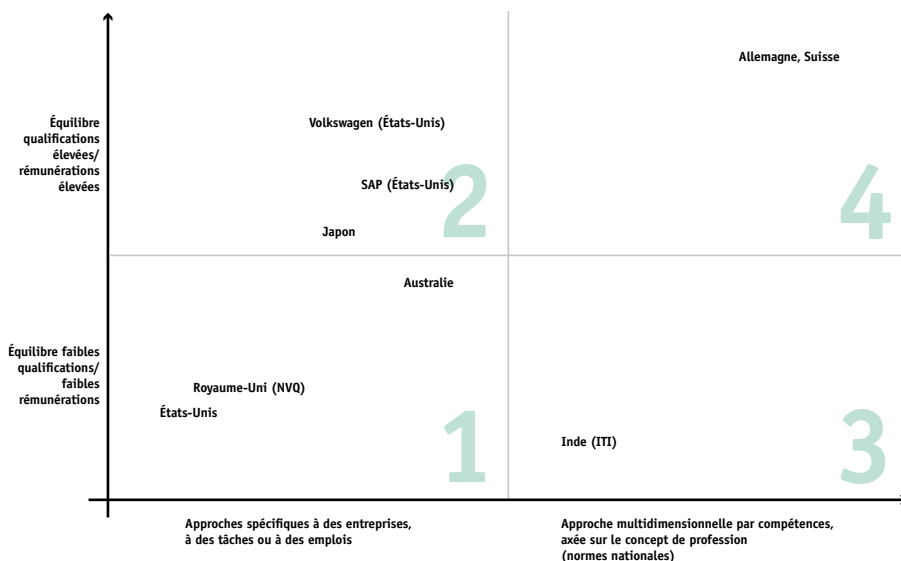 Allemagne, Suisse
Équilibre
qualifications
élevées/
rémunérations
élevées
Volkswagen (États-Unis)
SAP (États-Unis)
Japon
2
4
Australie
Équilibre faibles
qualifications/
faibles
rémunérations
Royaume-Uni (NVQ)
États-Unis
1
Inde (ITI)
3
Approches spécifiques à des entreprises,
à des tâches ou à des emplois
Approche multidimensionnelle par compétences,
axée sur le concept de profession
(normes nationales)